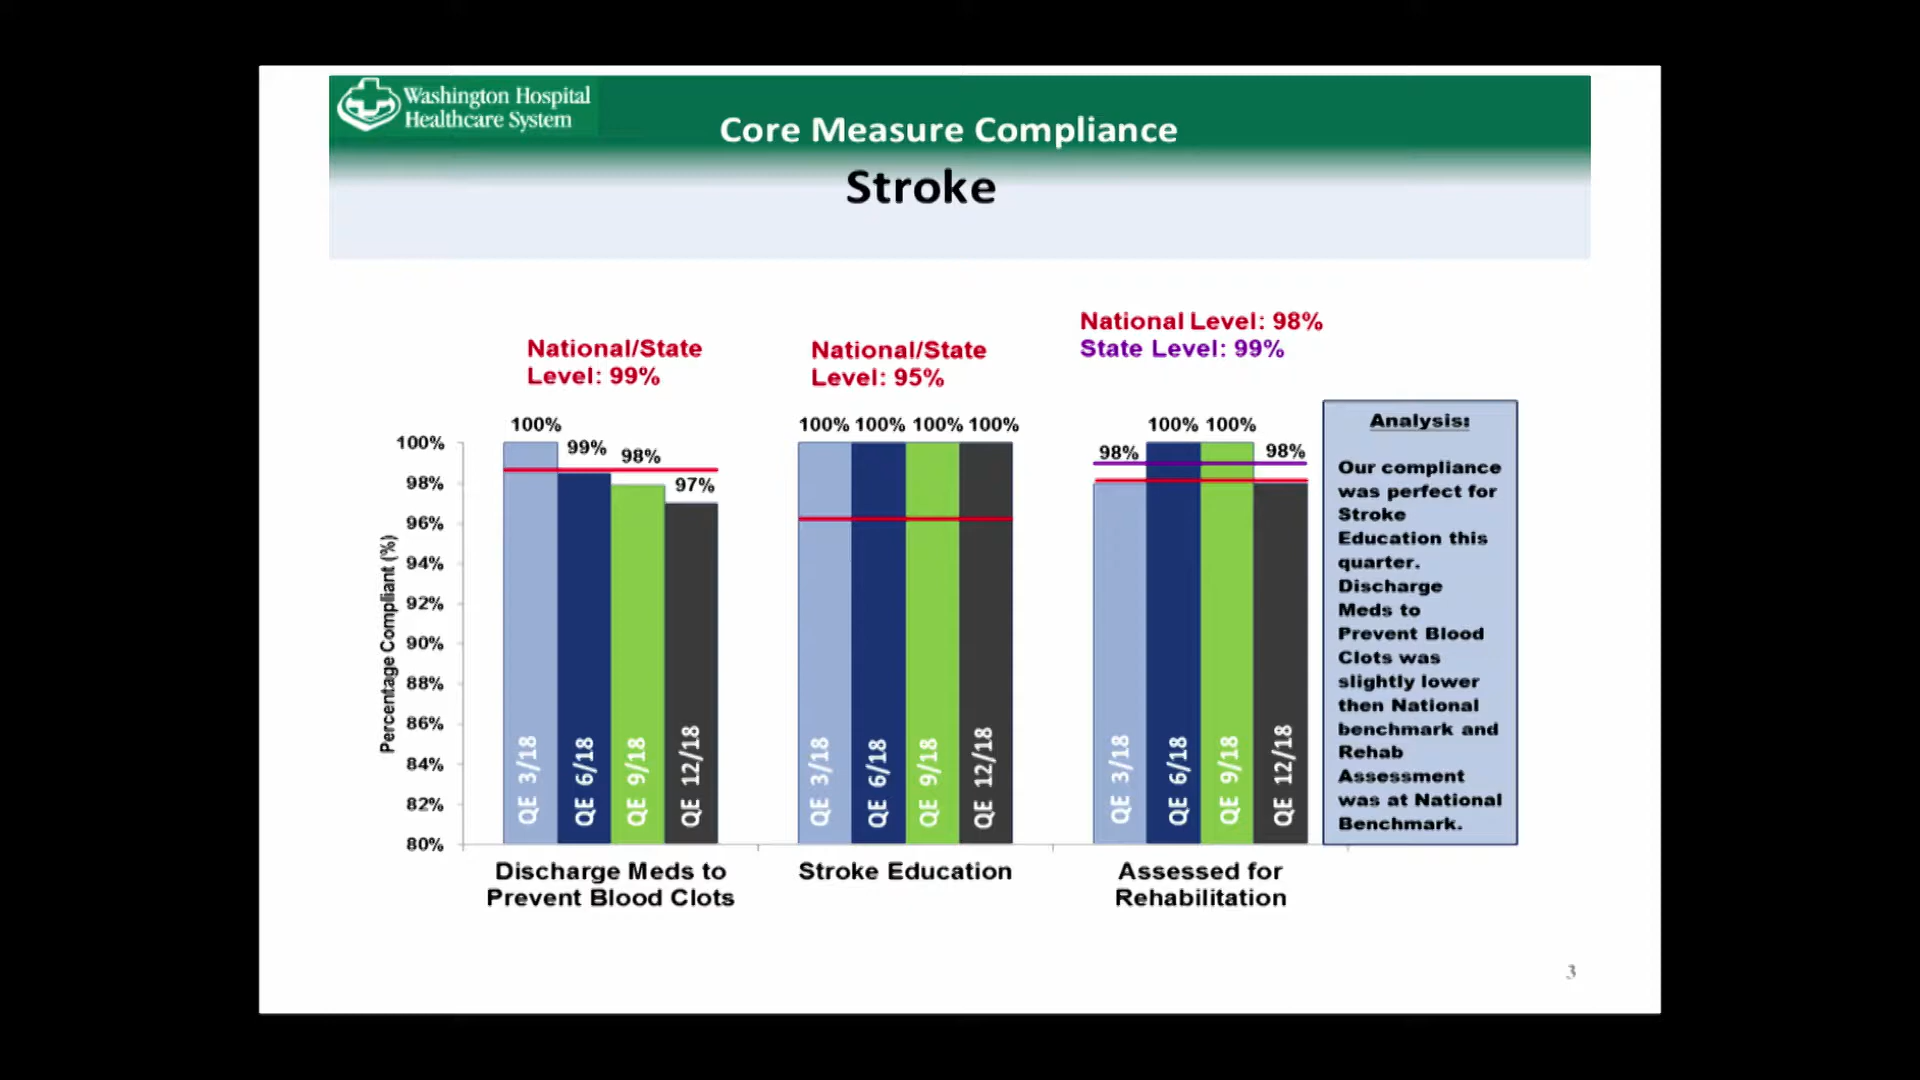 Washington Hospital
Healthcare System
Core Measure Compliance
Stroke
National/State
Level: 99%
National/State
Level: 95%
National Level: 98%
State Level: 99%
100%
99%
98%
97%
100% 100% 100% 100%
98%
100% 100%
98%
Percentage Compliant (%)
100%
98%
96%
94%
92%
90%
88%
86%
84%
82%
80%
QE 3/18
QE 6/18
QE 9/18
QE 12/18
QE 3/18
QE 6/18
QE 9/18
QE 12/18
QE 3/18
QE 6/18
QE 9/18
QE 12/18
Discharge Meds to
Prevent Blood Clots
Stroke Education
Assessed for
Rehabilitation
Analysis:
Our compliance
was perfect for
Stroke
Education this
quarter.
Discharge
Meds to
Prevent Blood
Clots was
slightly lower
then National
benchmark and
Rehab
Assessment
was at National
Benchmark.
3